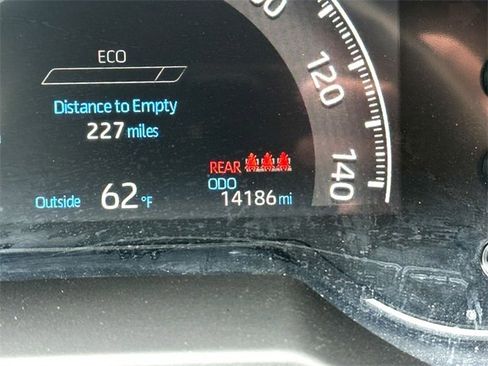 ECO
Distance to Empty
227 miles
120
140
REAR
ODO
Outside 62 °F
14186 mi